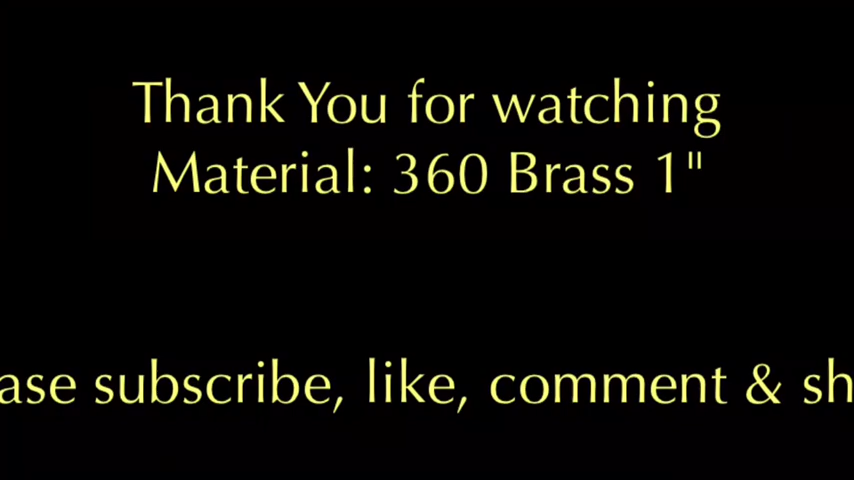 Thank You for watching
Material: 360 Brass 1"
ase subscribe, like, comment & sh